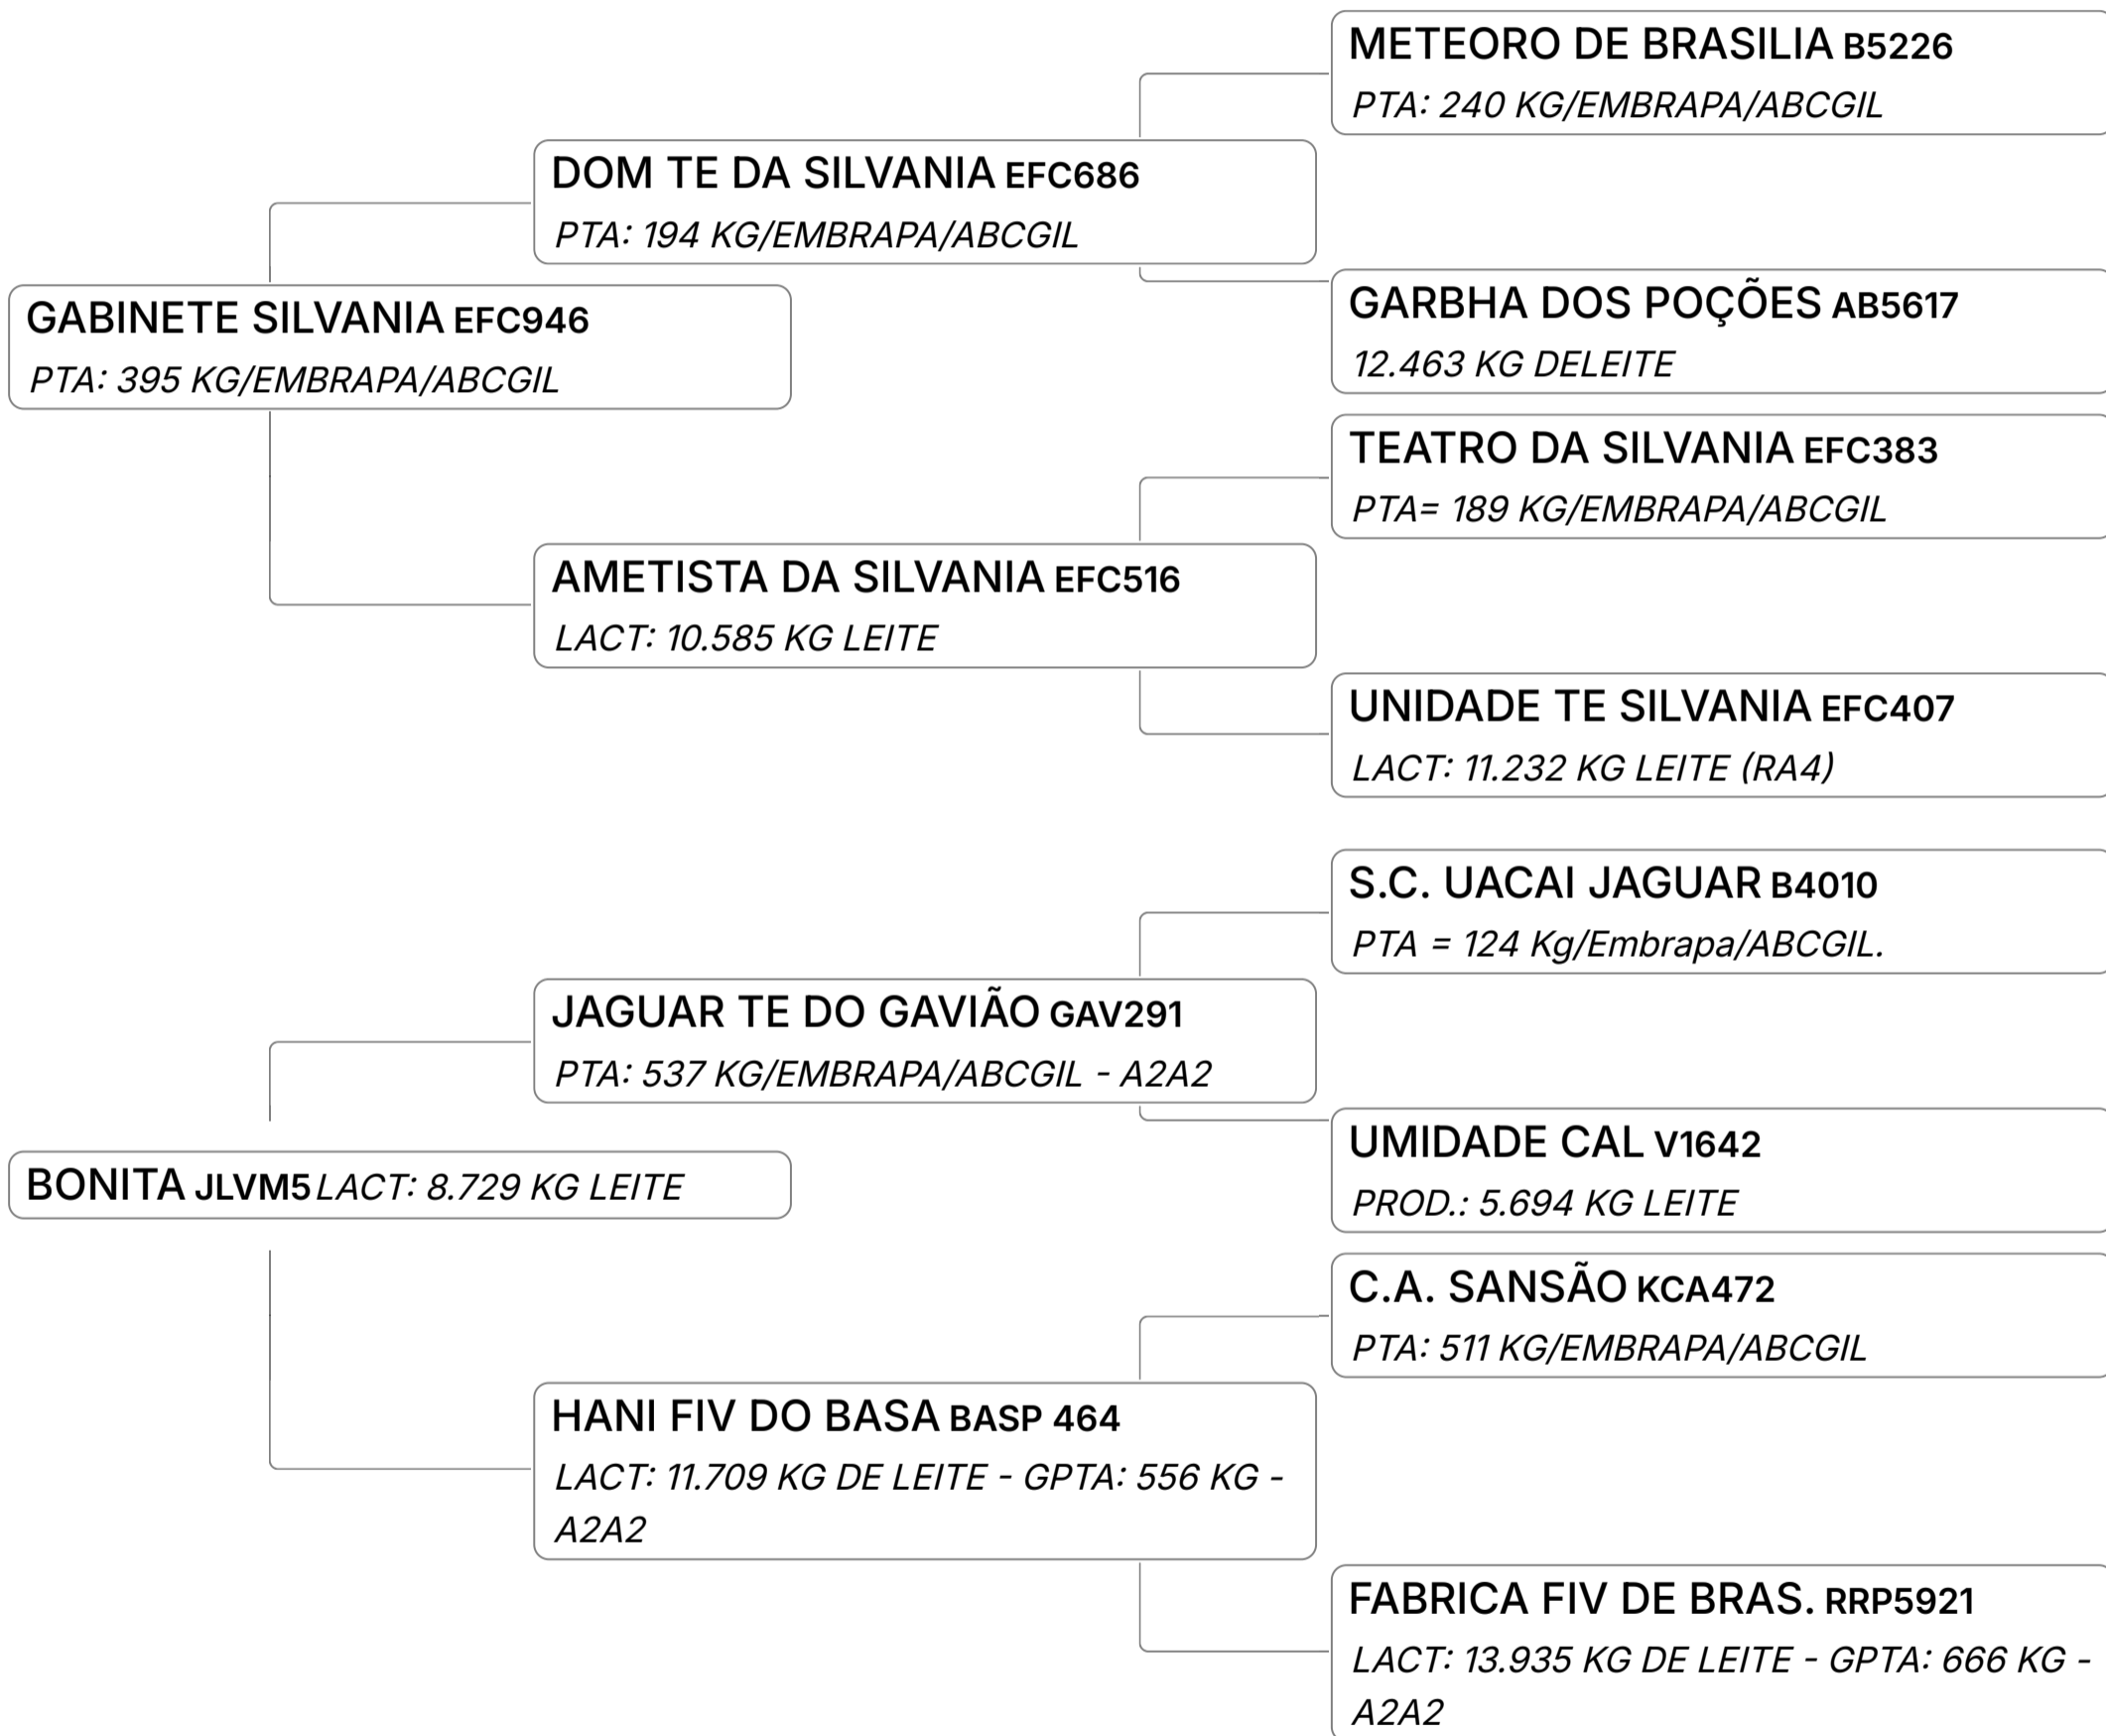 METEORO DE BRASILIA B5226
PTA: 240 KG/EMBRAPA/ABCGIL
DOM TE DA SILVANIA EFC686
PTA: 194 KG/EMBRAPA/ABCGIL
GARBHA DOS POÇÕES AB5617
12.463 KG DELEITE
GABINETE SILVANIA EFC946
PTA: 395 KG/EMBRAPA/ABCGIL
TEATRO DA SILVANIA EFC383
PTA= 189 KG/EMBRAPA/ABCGIL
AMETISTA DA SILVANIA EFC516
LACT: 10.585 KG LEITE
UNIDADE TE SILVANIA EFC407
LACT: 11.232 KG LEITE (RA4)
S.C. UACAI JAGUAR B4010
PTA = 124 Kg/Embrapa/ABCGIL.
JAGUAR TE DO GAVIÃO GAV291
PTA: 537 KG/EMBRAPA/ABCGIL - A2A2
UMIDADE CAL V1642
PROD.: 5.694 KG LEITE
BONITA JLVM5 LACT: 8.729 KG LEITE
C.A. SANSÃO KCA472
PTA: 511 KG/EMBRAPA/ABCGIL
HANI FIV DO BASA BASP 464
LACT: 11.709 KG DE LEITE - GPTA: 556 KG -
A2A2
FABRICA FIV DE BRAS. RRP5921
LACT: 13.935 KG DE LEITE - GPTA: 666 KG -
A2A2